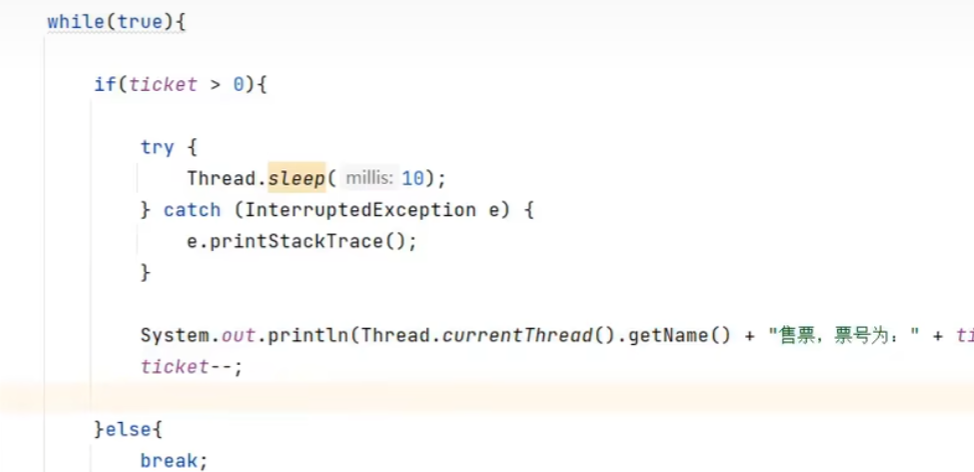 while(true){
if(ticket > 0){
try {
Thread.sleep( millis: 10);
} catch (InterruptedException e) {
e.printStackTrace();
}
System.out.println(Thread.currentThread().getName() + "售票，票号为：" + ti
ticket--;
}else{
break;